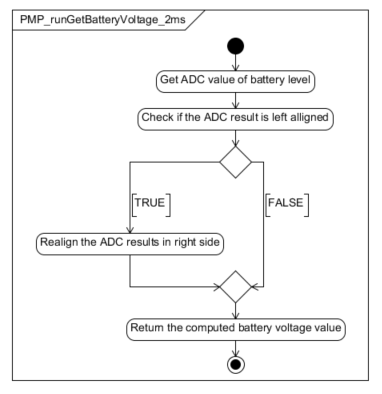 PMP_runGetBatteryVoltage_2ms
Get ADC value of battery level
Check if the ADC result is left alligned
[TRUE]
[FALSE]
Realign the ADC results in right side
Return the computed battery voltage value